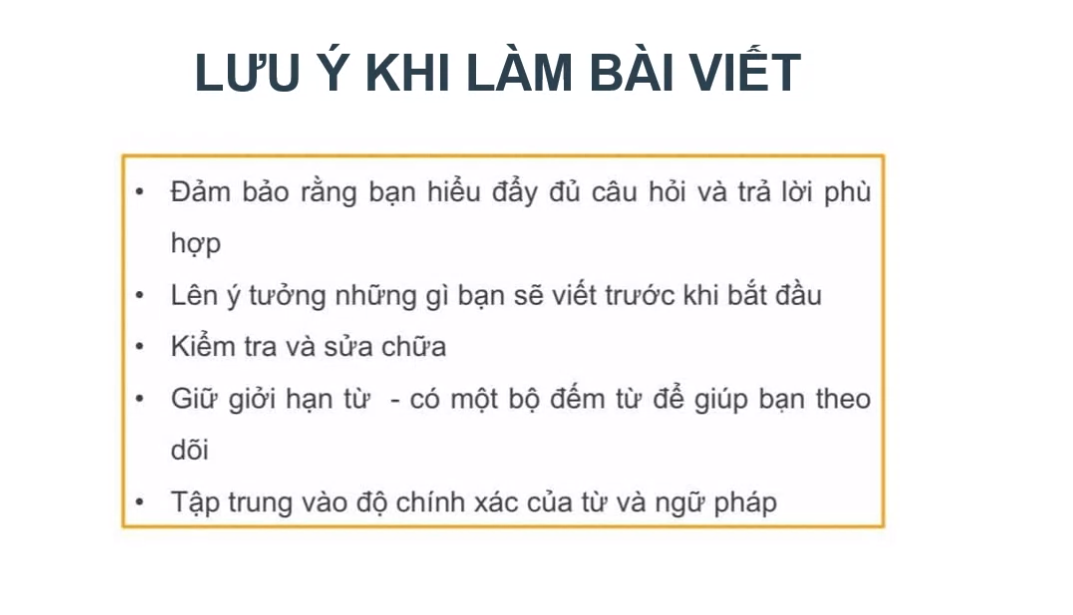 LƯU Ý KHI LÀM BÀI VIẾT
• Đảm bảo rằng bạn hiểu đẩy đủ câu hỏi và trả lời phù
hợp
• Lên ý tưởng những gì bạn sẽ viết trước khi bắt đầu
• Kiểm tra và sửa chữa
• Giữ giởi hạn từ - có một bộ đếm từ để giúp bạn theo
dõi
• Tập trung vào độ chính xác của từ và ngữ pháp